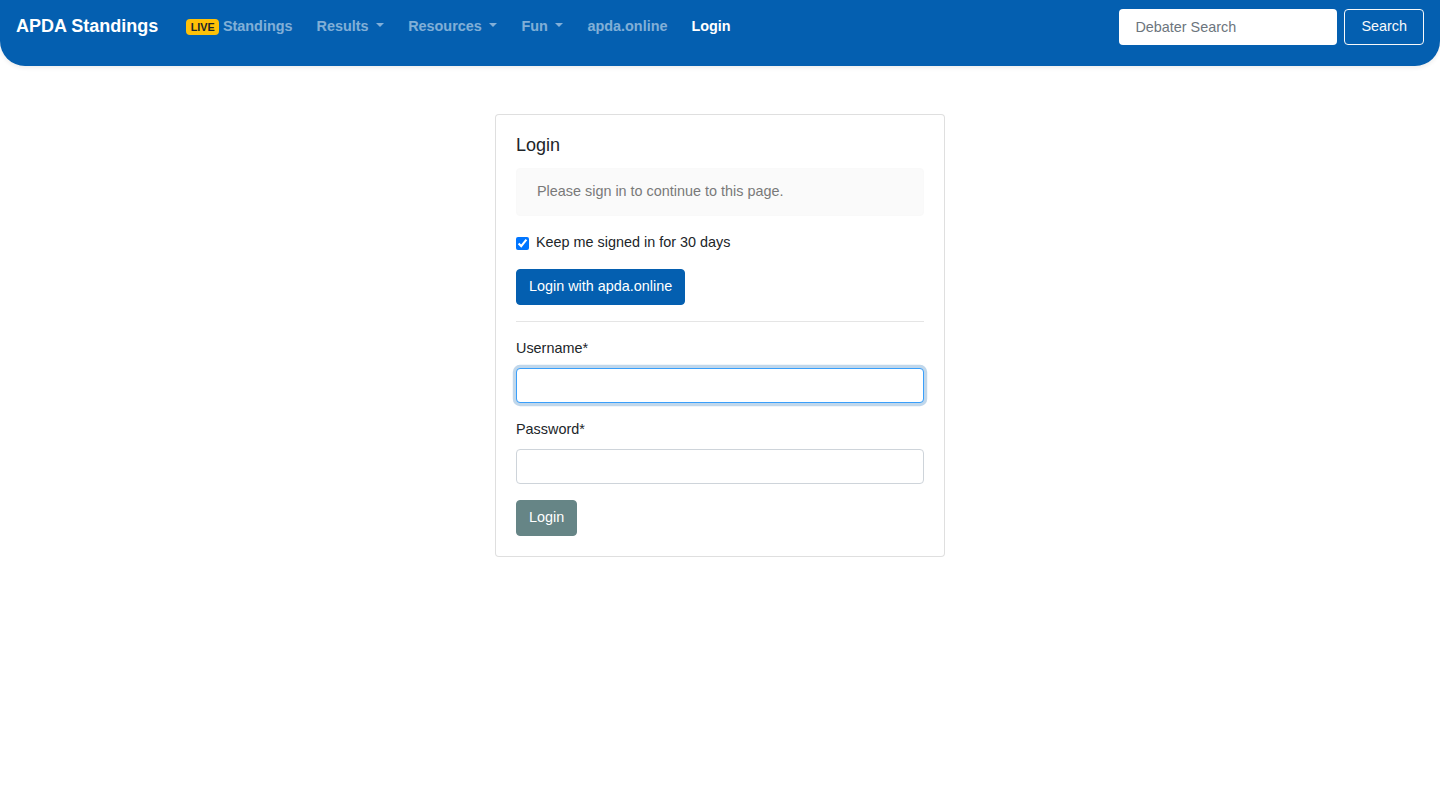 APDA Standings LIVE Standings Results Resources Fun apda.online Login Debater Search Search
Login
Please sign in to continue to this page.
Keep me signed in for 30 days
Login with apda.online
Username*
Password*
Login